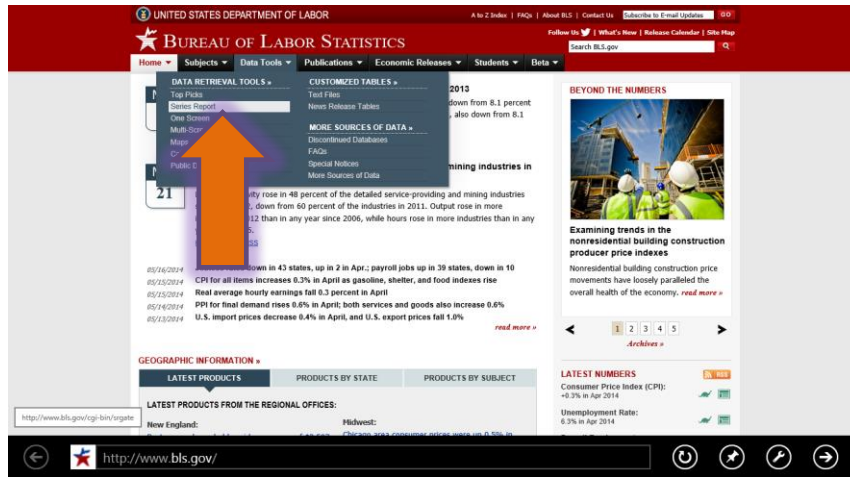 UNITED STATES DEPARTMENT OF LABOR
A to Z Index | FAQs | About BLS | Contact Us Subscribe to E-mail Updates GO
BUREAU OF LABOR STATISTICS
Follow Us | What's New | Release Calendar | Site Map
Search BLS.gov
Home Subjects Data Tools Publications Economic Releases Students Beta
DATA RETRIEVAL TOOLS »
Top Picks
Series Report
One Screen
CUSTOMIZED TABLES »
Text Files
News Release Tables
MORE SOURCES OF DATA »
Discontinued Databases
FAQs
Special Notices
More Sources of Data
2013
down from 8.1 percent
, also down from 8.1
mining industries in
21
rose in 48 percent of the detailed service-providing and mining industries
, down from 60 percent of the industries in 2011. Output rose in more
than in any year since 2006, while hours rose in more industries than in any
05/16/2014 down in 43 states, up in 2 in Apr.; payroll jobs up in 39 states, down in 10
05/15/2014 CPI for all items increases 0.3% in April as gasoline, shelter, and food indexes rise
05/15/2014 Real average hourly earnings fall 0.3 percent in April
05/14/2014 PPI for final demand rises 0.6% in April; both services and goods also increase 0.6%
05/13/2014 U.S. import prices decrease 0.4% in April, and U.S. export prices fall 1.0%
read more »
BEYOND THE NUMBERS
Examining trends in the
nonresidential building construction
producer price indexes
Nonresidential building construction price
movements have loosely paralleled the
overall health of the economy. read more »
1 2 3 4 5
Archives »
GEOGRAPHIC INFORMATION »
LATEST PRODUCTS PRODUCTS BY STATE PRODUCTS BY SUBJECT
LATEST PRODUCTS FROM THE REGIONAL OFFICES:
New England:
Midwest:
Chicago area consumer prices were up 0.5% in
LATEST NUMBERS
RSS
Consumer Price Index (CPI):
+0.3% in Apr 2014
Unemployment Rate:
6.3% in Apr 2014
http://www.bls.gov/cgi-bin/srgate
http://www.bls.gov/